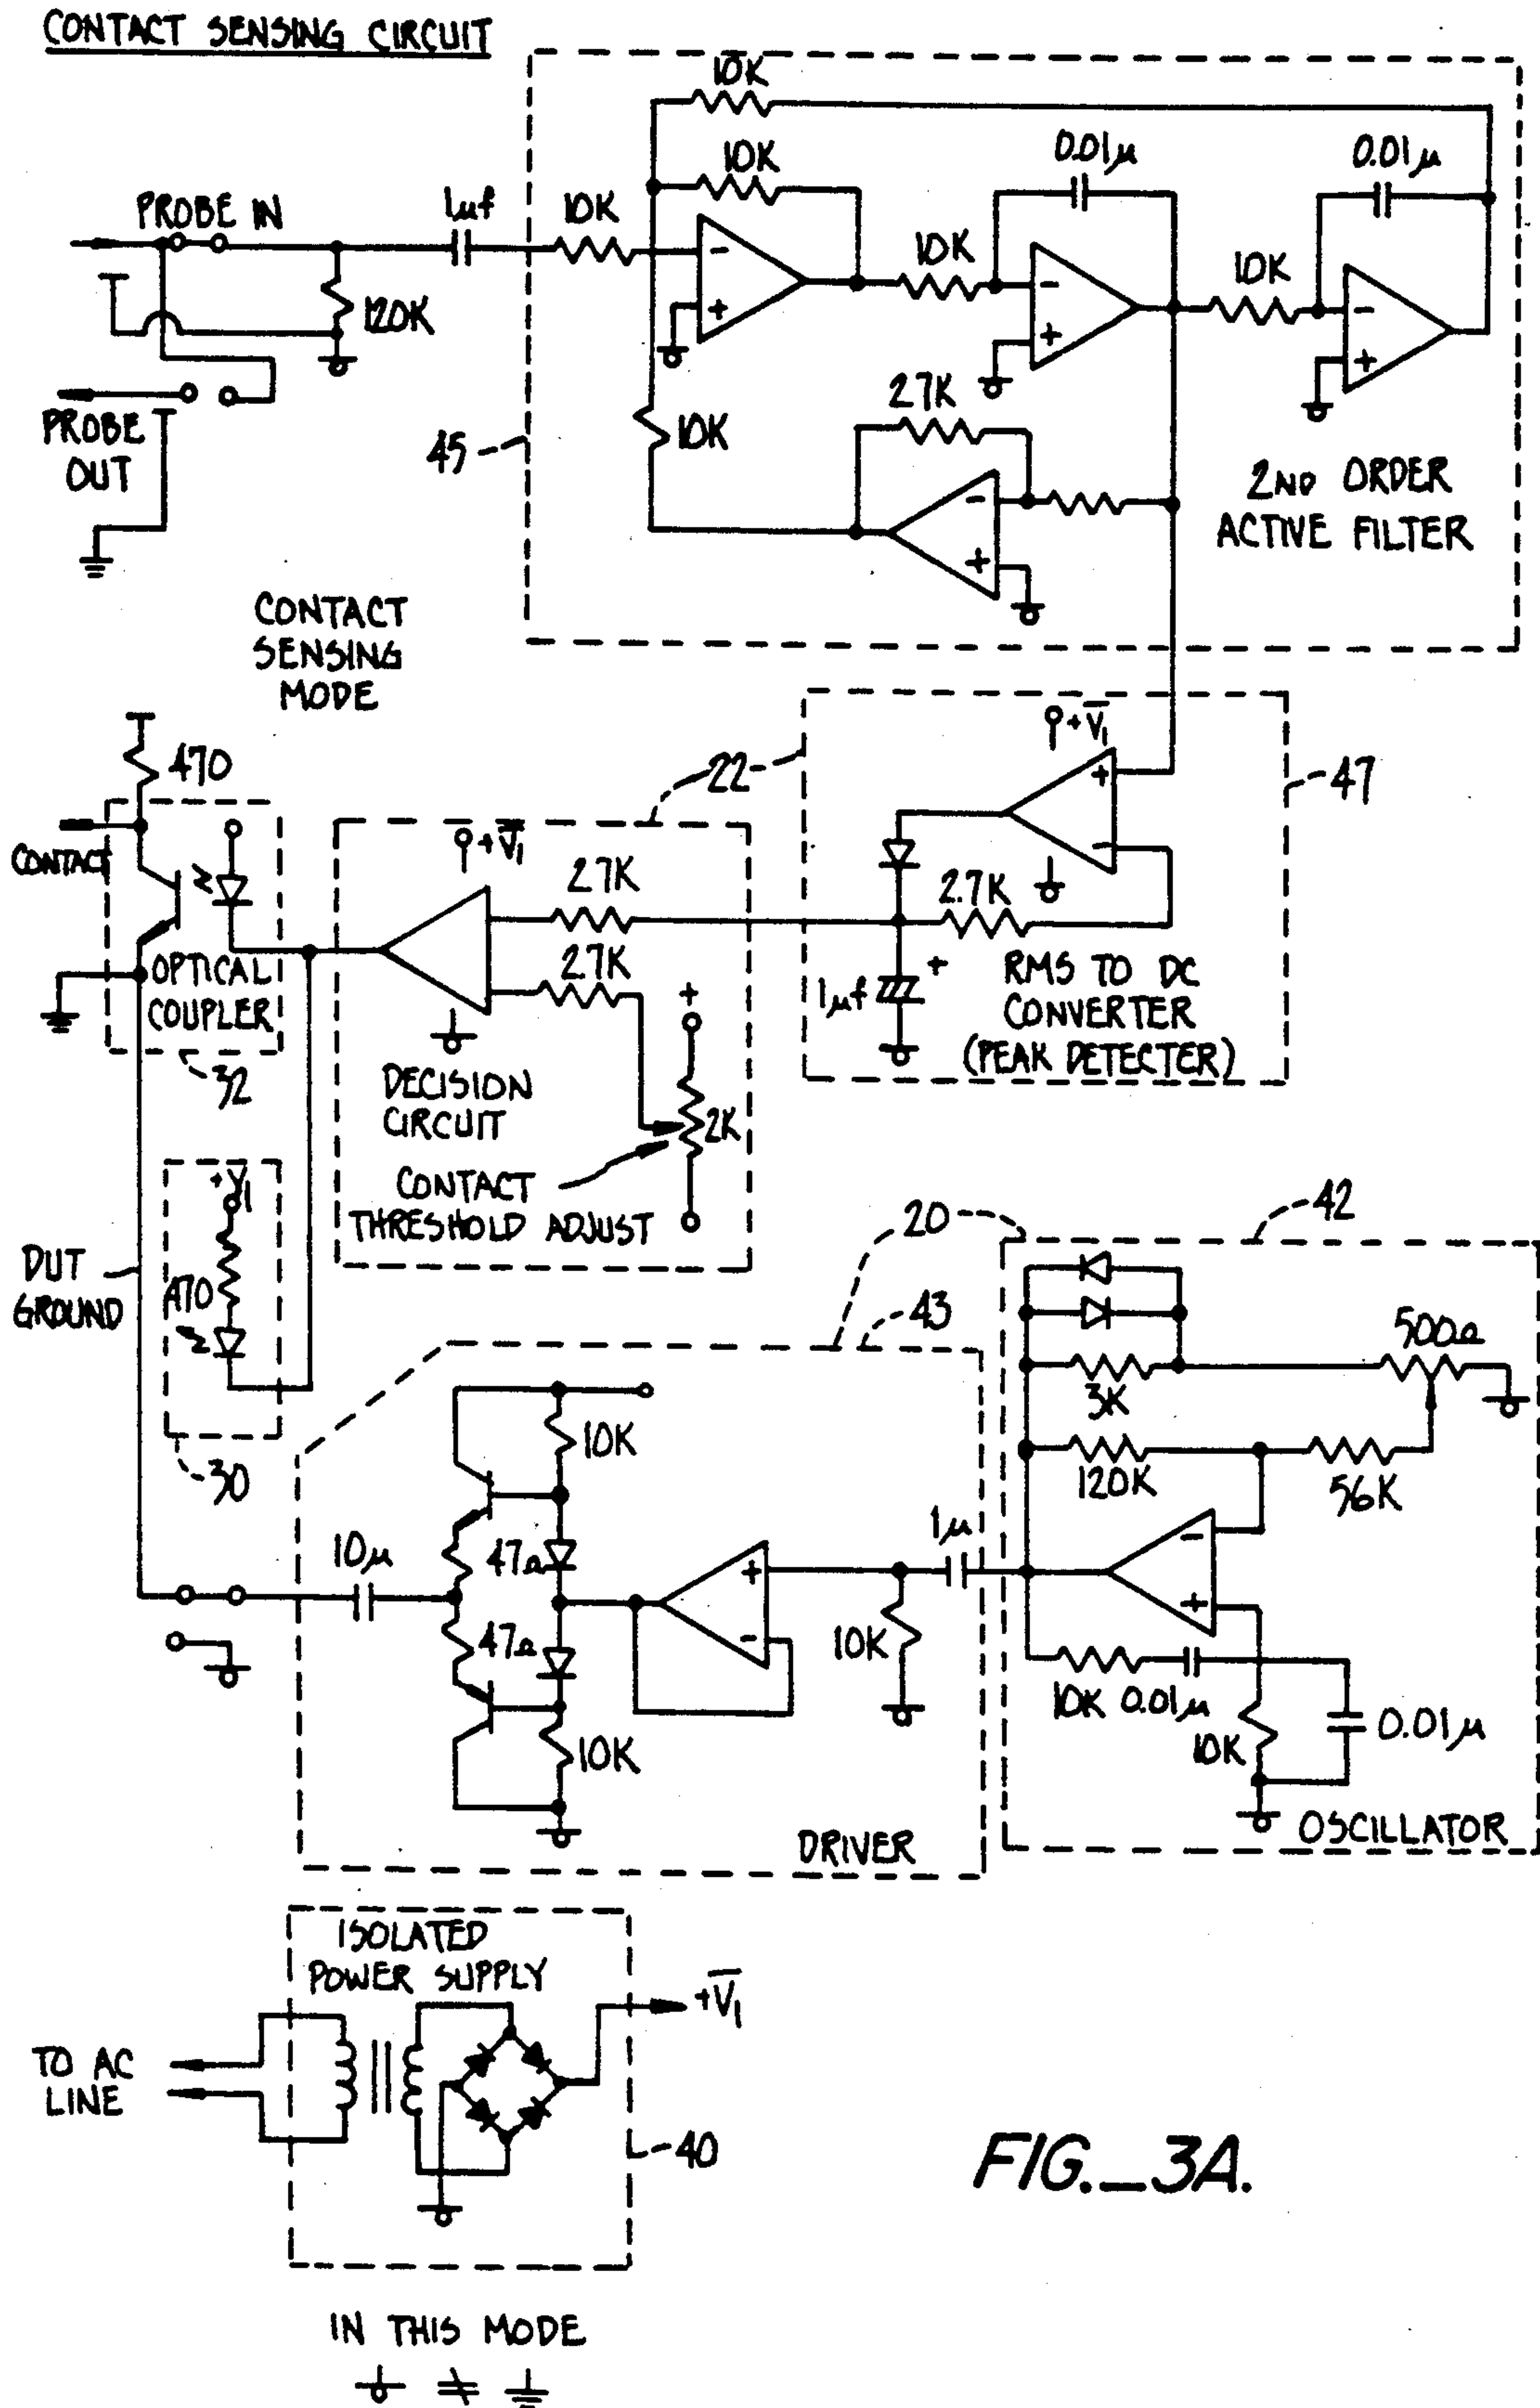 CONTACT SENSING CIRCUIT
10K
10K
0.01μ
0.01μ
PROBE IN
1μf
10K
10K
10K
120K
-
+
-
+
-
+
PROBE
OUT
45
10K
27K
-
+
2ND ORDER
ACTIVE FILTER
CONTACT
SENSING
MODE
470
22
+V̅1
+
-
47
CONTACT
+V̅1
27K
2.7K
27K
OPTICAL
COUPLER
32
+
1μf
RMS TO DC
CONVERTER
(PEAK DETECTER)
+
DECISION
CIRCUIT
2K
CONTACT
THRESHOLD ADJUST
+V1
470
DUT
GROUND
30
20
42
43
500Ω
3K
120K
56K
10K
10μ
47Ω
47Ω
+
-
1μ
10K
-
+
10K
10K 0.01μ
10K
0.01μ
DRIVER
OSCILLATOR
ISOLATED
POWER SUPPLY
+V̅1
TO AC
LINE
40
FIG._3A.
IN THIS MODE
≠